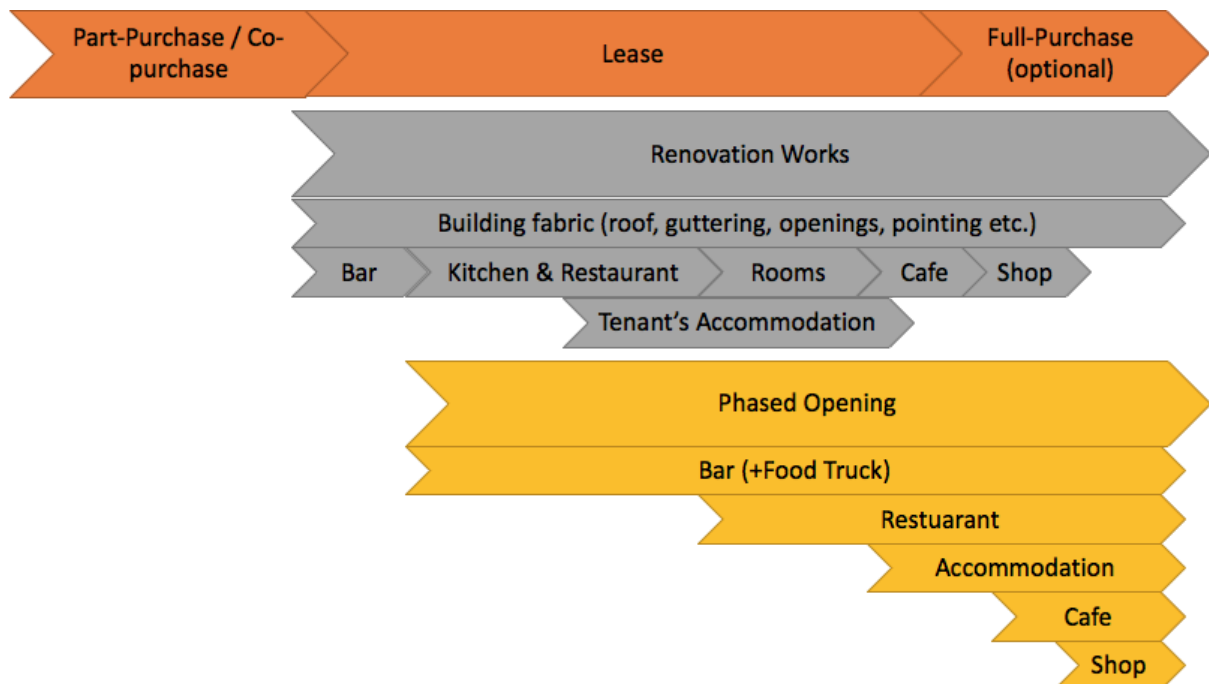 Part-Purchase / Co-
purchase
Lease
Full-Purchase
(optional)
Renovation Works
Building fabric (roof, guttering, openings, pointing etc.)
Bar
Kitchen & Restaurant
Rooms
Cafe
Shop
Tenant’s Accommodation
Phased Opening
Bar (+Food Truck)
Restuarant
Accommodation
Cafe
Shop